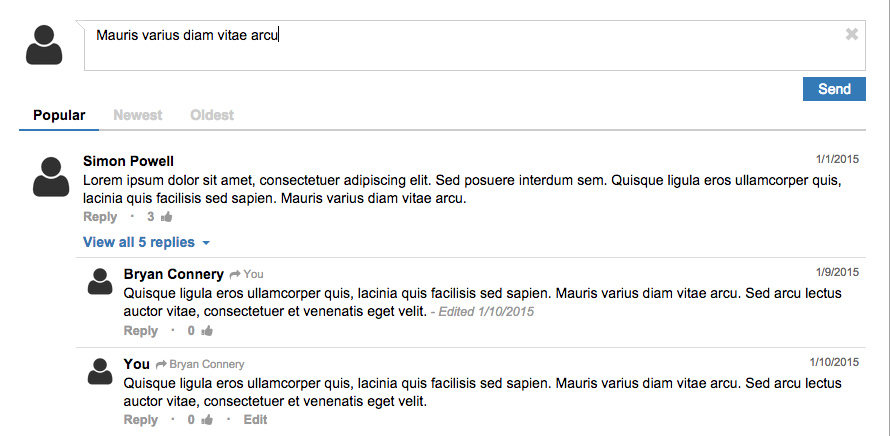 Mauris varius diam vitae arcu
Send
Popular Newest Oldest
Simon Powell 1/1/2015
Lorem ipsum dolor sit amet, consectetuer adipiscing elit. Sed posuere interdum sem. Quisque ligula eros ullamcorper quis,
lacinia quis facilisis sed sapien. Mauris varius diam vitae arcu.
Reply · 3
View all 5 replies
Bryan Connery You 1/9/2015
Quisque ligula eros ullamcorper quis, lacinia quis facilisis sed sapien. Mauris varius diam vitae arcu. Sed arcu lectus
auctor vitae, consectetuer et venenatis eget velit. - Edited 1/10/2015
Reply · 0
You Bryan Connery 1/10/2015
Quisque ligula eros ullamcorper quis, lacinia quis facilisis sed sapien. Mauris varius diam vitae arcu. Sed arcu lectus
auctor vitae, consectetuer et venenatis eget velit.
Reply · 0 · Edit